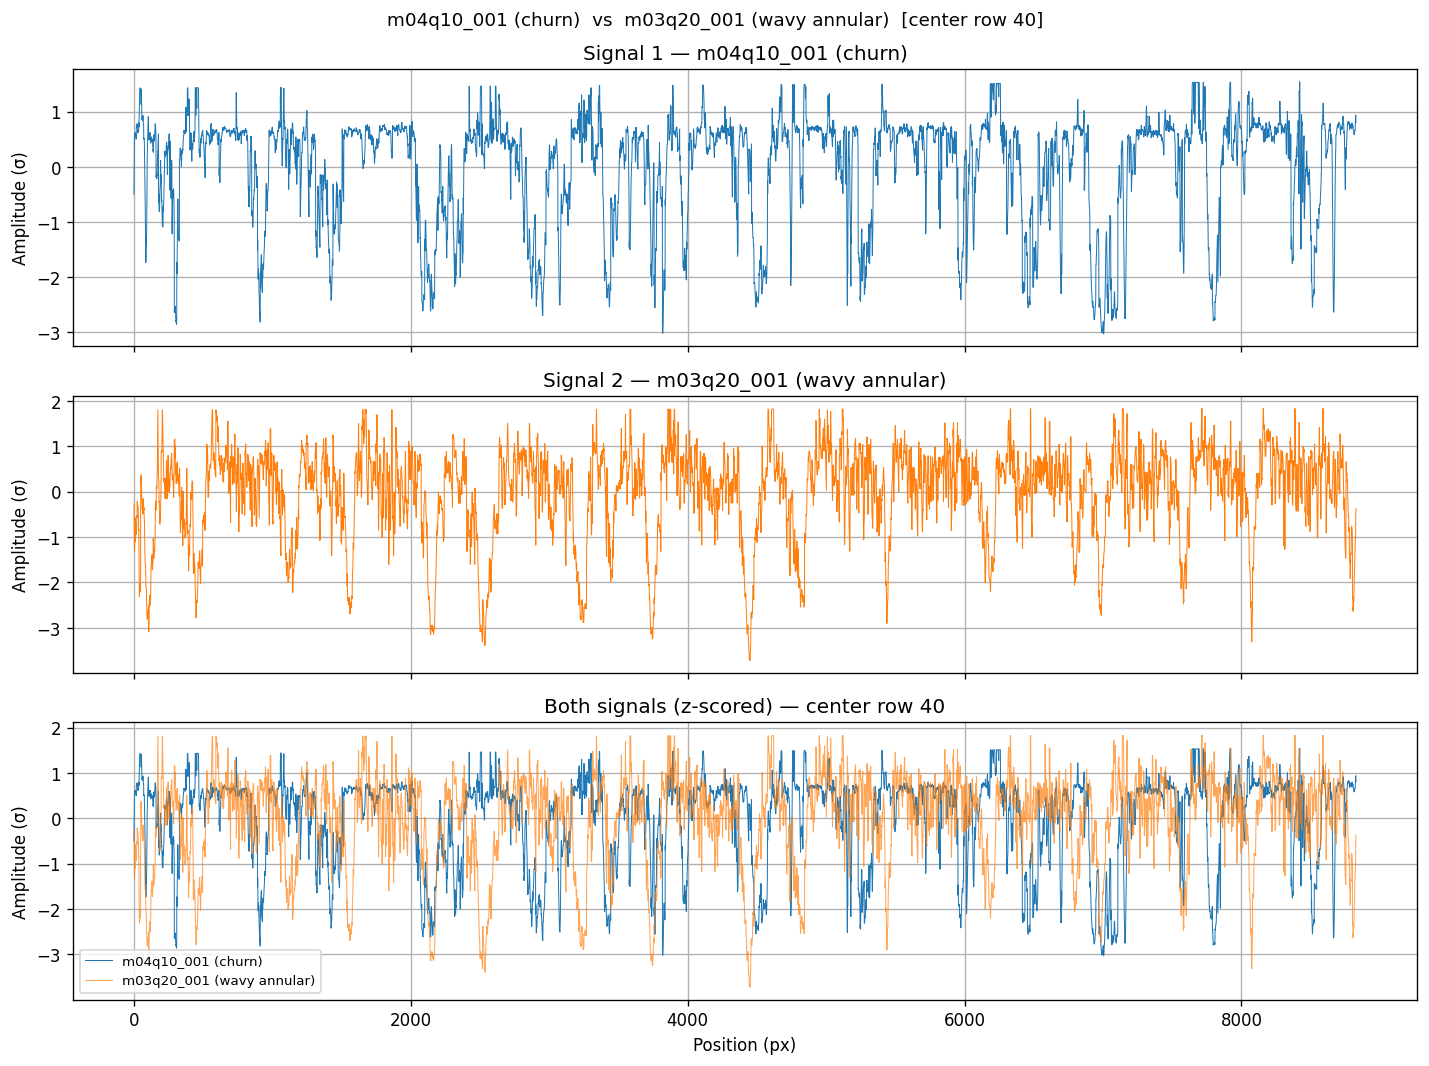 m04q10_001 (churn)  vs  m03q20_001 (wavy annular)  [center row 40]
Signal 1 — m04q10_001 (churn)
1
0
−1
−2
−3
Amplitude (σ)
Signal 2 — m03q20_001 (wavy annular)
2
1
0
−1
−2
−3
Amplitude (σ)
Both signals (z-scored) — center row 40
2
1
0
−1
−2
−3
Amplitude (σ)
m04q10_001 (churn)
m03q20_001 (wavy annular)
0 2000 4000 6000 8000
Position (px)